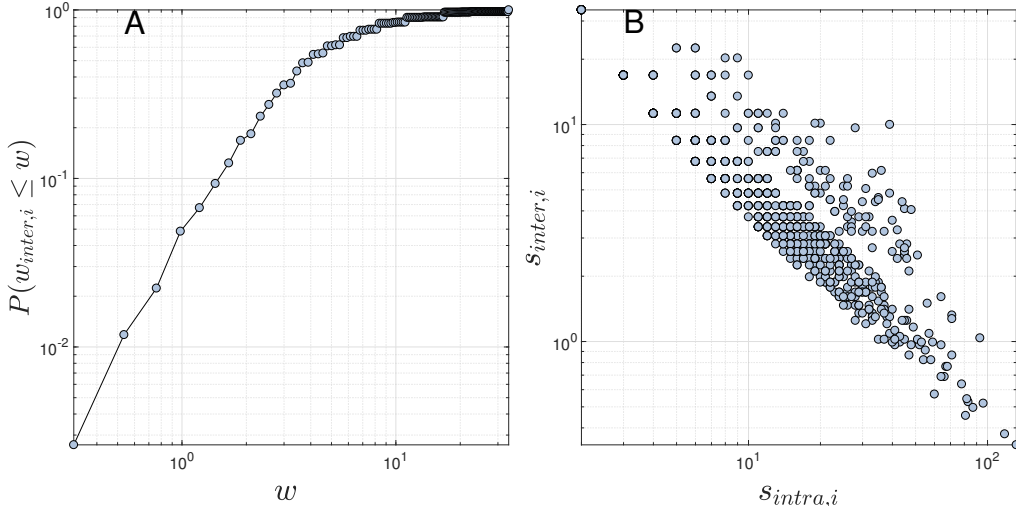 A
P(w_{inter,i} ≤ w)
10^0
10^{-1}
10^{-2}
10^0
10^1
w
B
s_{inter,i}
10^1
10^0
10^1
10^2
s_{intra,i}